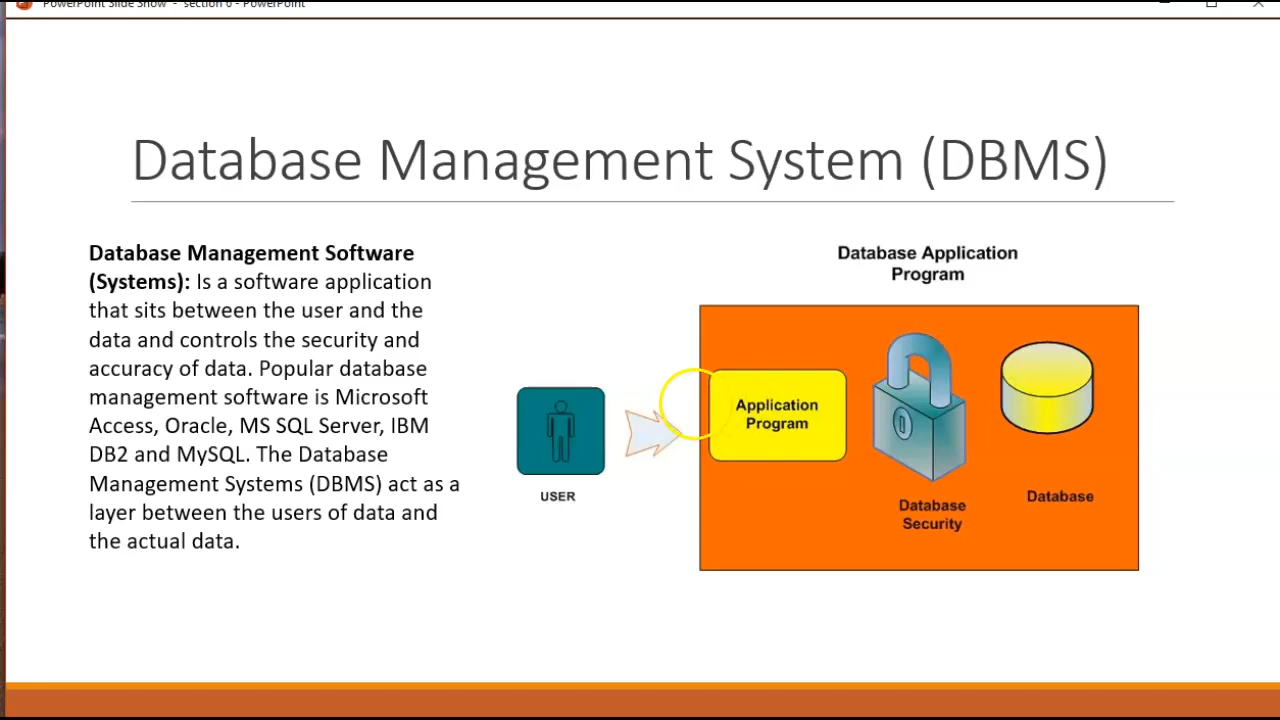 PowerPoint Slide Show - section 6 - PowerPoint
Database Management System (DBMS)
Database Management Software
(Systems): Is a software application
that sits between the user and the
data and controls the security and
accuracy of data. Popular database
management software is Microsoft
Access, Oracle, MS SQL Server, IBM
DB2 and MySQL. The Database
Management Systems (DBMS) act as a
layer between the users of data and
the actual data.
Database Application
Program
USER
Application
Program
Database
Security
Database